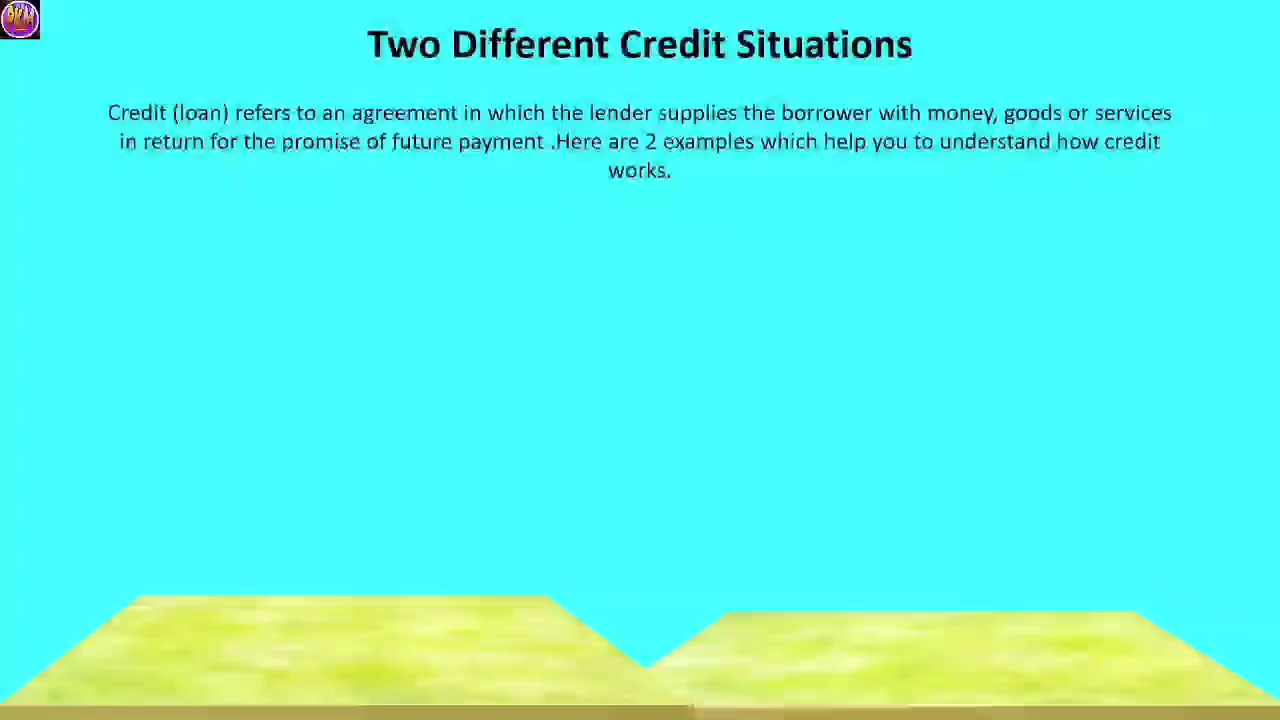 Two Different Credit Situations
Credit (loan) refers to an agreement in which the lender supplies the borrower with money, goods or services
in return for the promise of future payment .Here are 2 examples which help you to understand how credit
works.